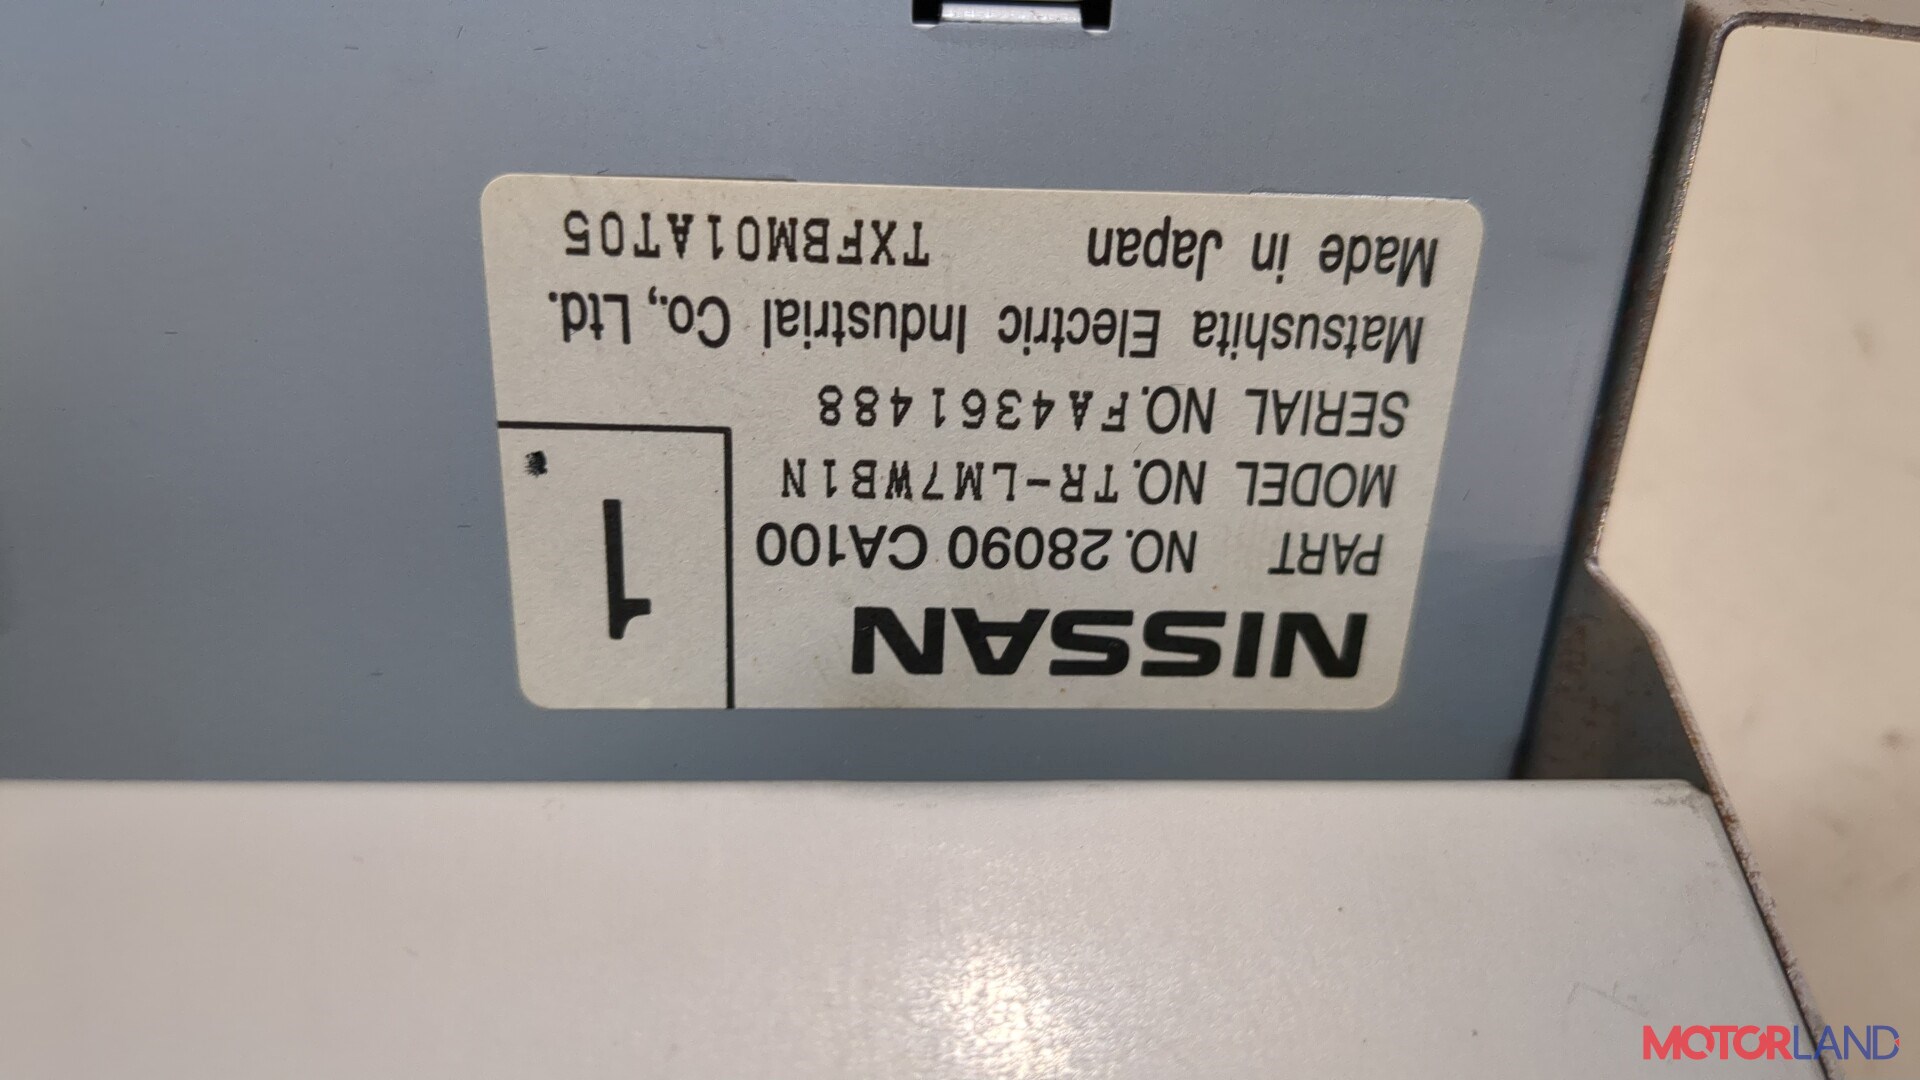 NISSAN
1
PART NO. 28090 CA100
MODEL NO. TR-LM7WB1N
SERIAL NO. FA4361488
Matsushita Electric Industrial Co., Ltd.
Made in Japan TXFBM01AT05
MOTORLAND